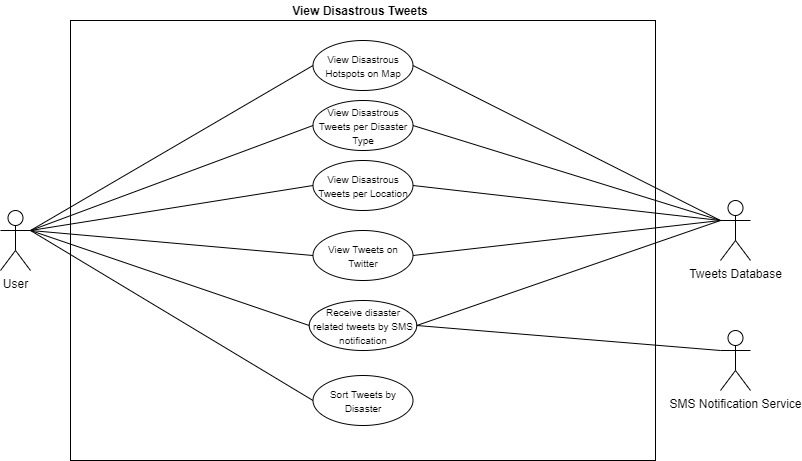 View Disastrous Tweets
View Disastrous
Hotspots on Map
View Disastrous
Tweets per Disaster
Type
View Disastrous
Tweets per Location
View Tweets on
Twitter
Receive disaster
related tweets by SMS
notification
Sort Tweets by
Disaster
User
Tweets Database
SMS Notification Service